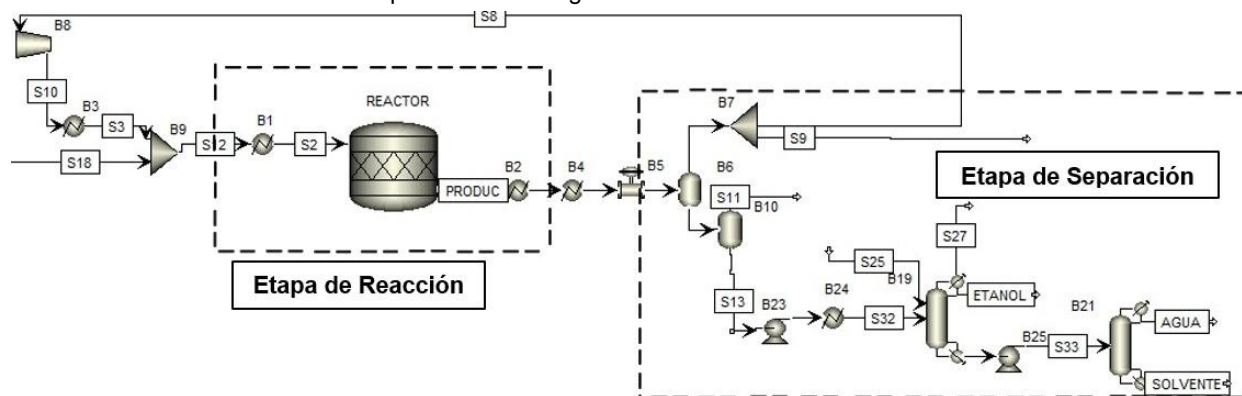 S8
B8
S10
B3
S3
B9
S18
S12
B1
S2
REACTOR
PRODUC
B2
B4
B5
B7
S9
B6
S11
B10
Etapa de Reacción
Etapa de Separación
S27
S25
B19
S13
B23
B24
S32
ETANOL
B25
S33
B21
AGUA
SOLVENTE